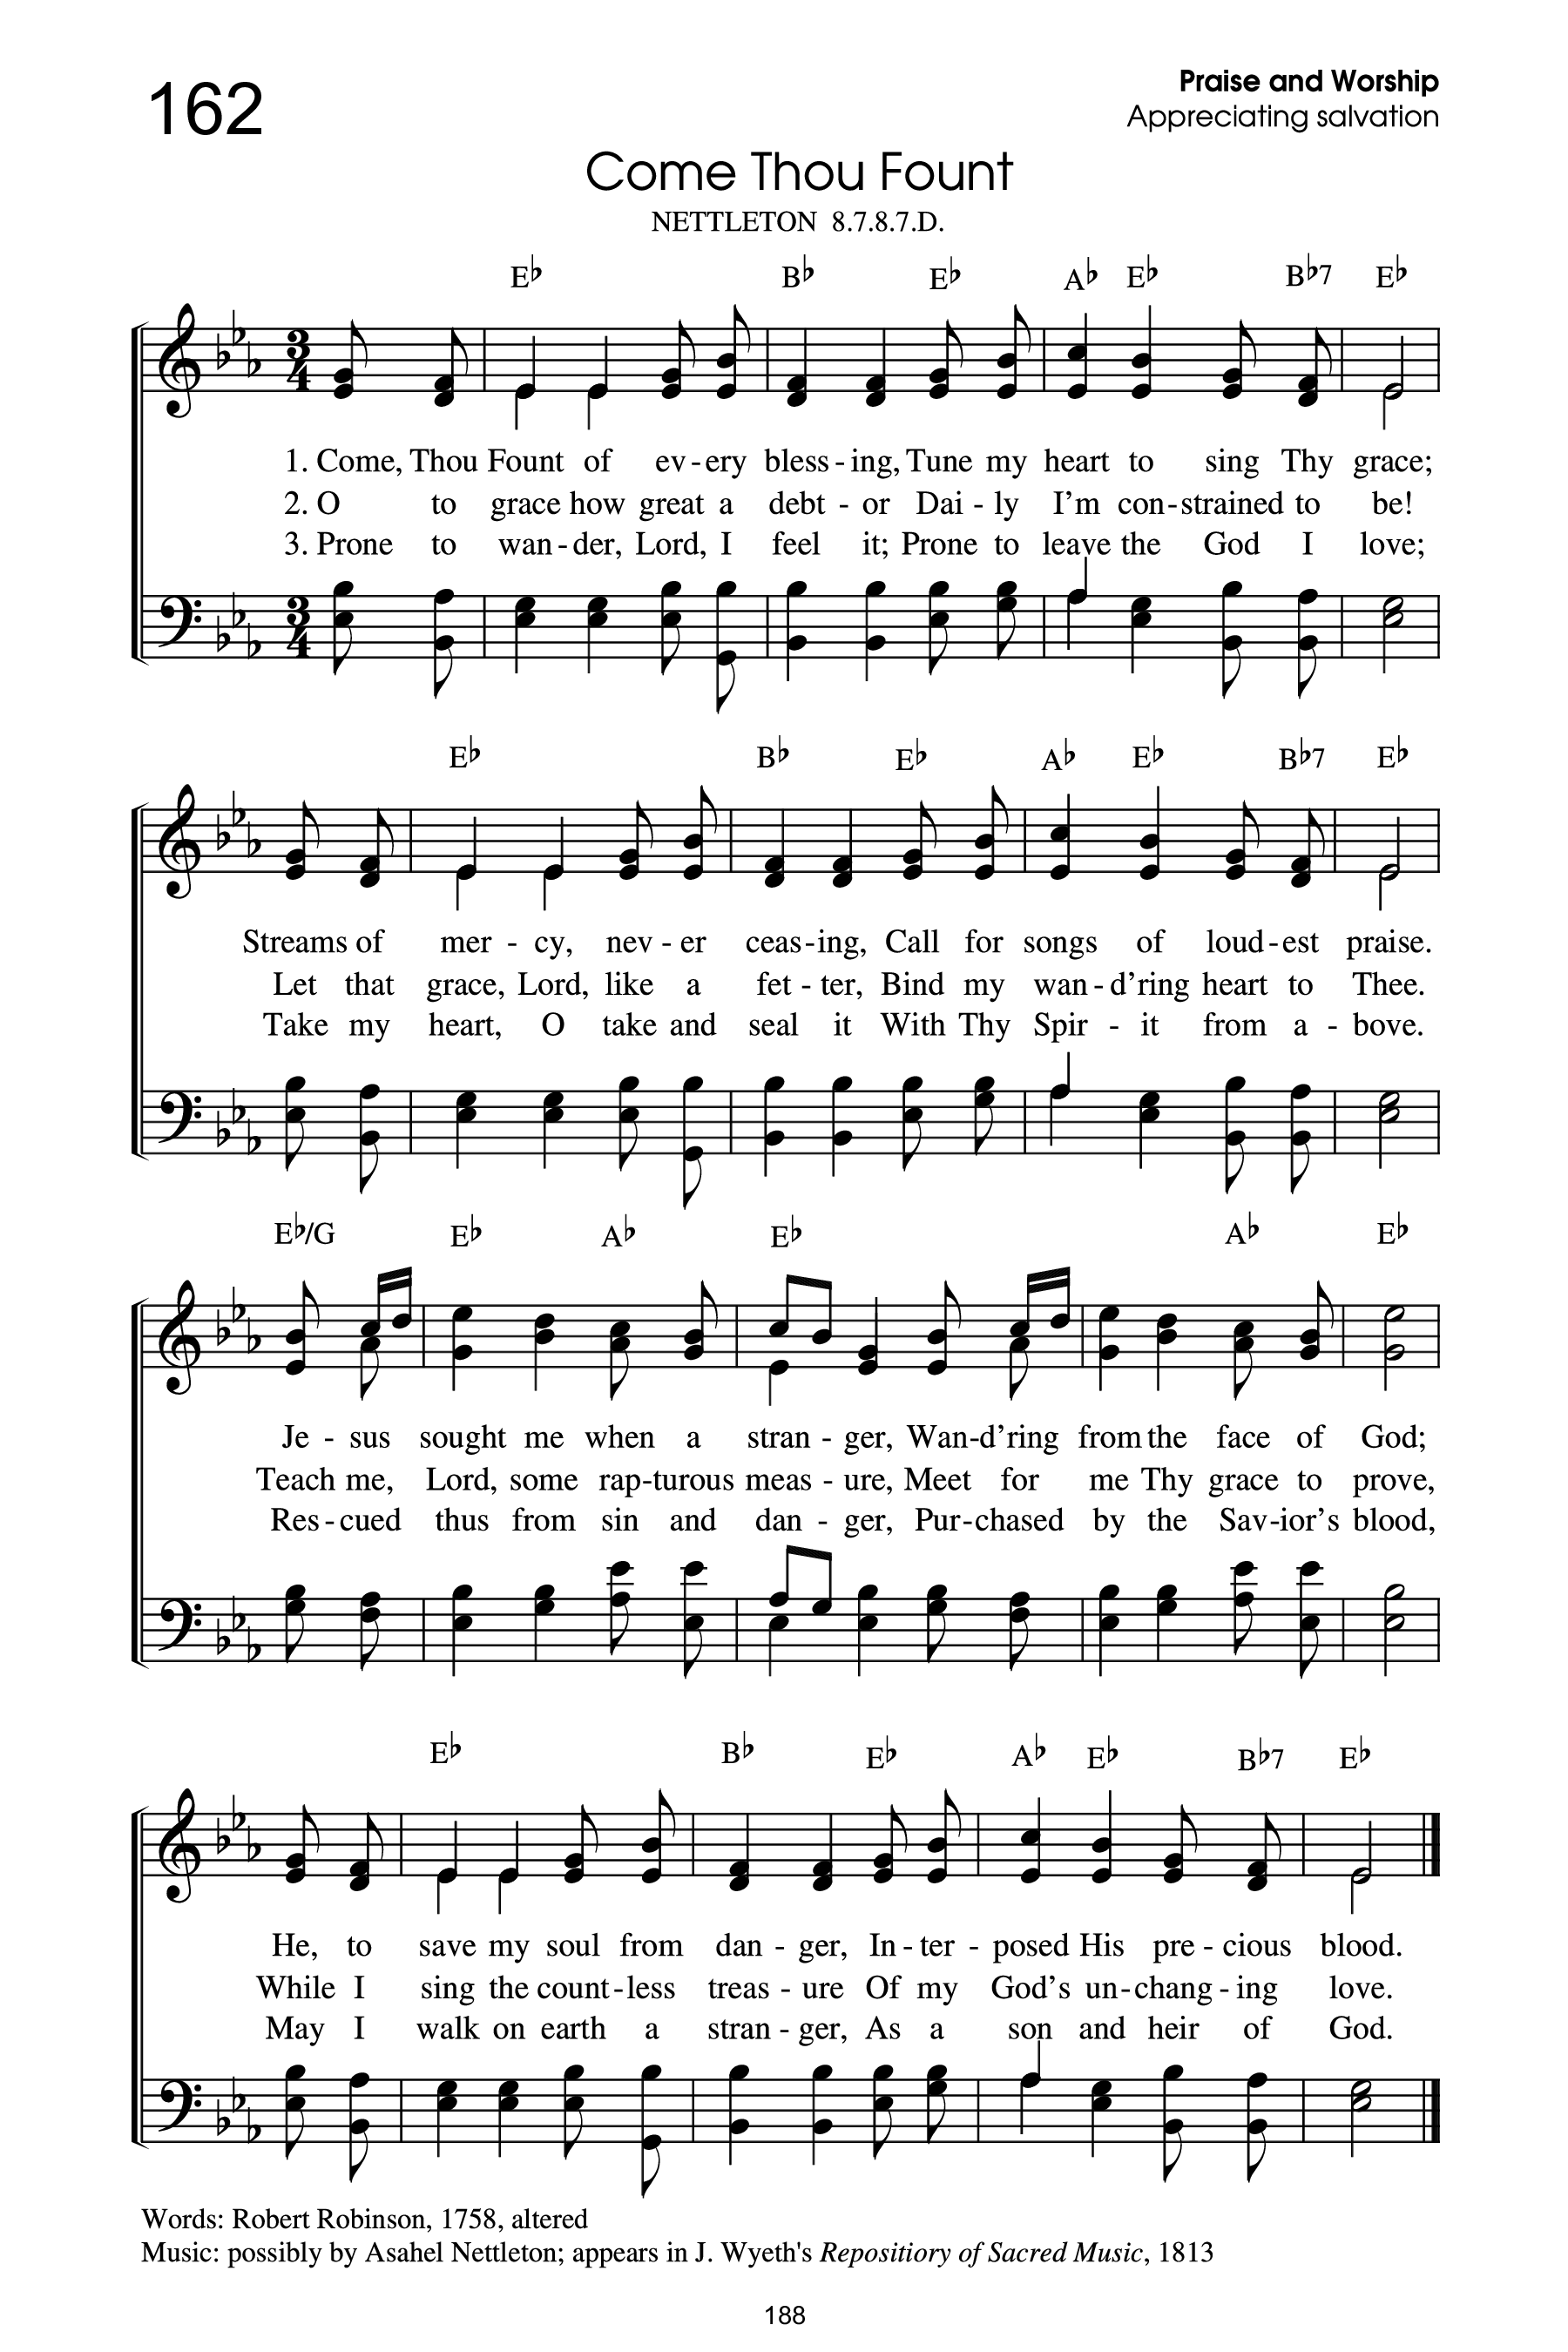 162
Praise and Worship
Appreciating salvation
Come Thou Fount
NETTLETON 8.7.8.7.D.
E♭ B♭ E♭ A♭ E♭ B♭7 E♭
3 4
1. Come, Thou Fount of ev - ery bless - ing, Tune my heart to sing Thy grace;
2. O to grace how great a debt - or Dai - ly I'm con - strained to be!
3. Prone to wan - der, Lord, I feel it; Prone to leave the God I love;
3 4
E♭ B♭ E♭ A♭ E♭ B♭7 E♭
Streams of mer - cy, nev - er ceas - ing, Call for songs of loud - est praise.
Let that grace, Lord, like a fet - ter, Bind my wan - d'ring heart to Thee.
Take my heart, O take and seal it With Thy Spir - it from a - bove.
E♭/G E♭ A♭ E♭ A♭ E♭
Je - sus sought me when a stran - ger, Wan - d'ring from the face of God;
Teach me, Lord, some rap - turous meas - ure, Meet for me Thy grace to prove,
Res - cued thus from sin and dan - ger, Pur - chased by the Sav - ior's blood,
E♭ B♭ E♭ A♭ E♭ B♭7 E♭
He, to save my soul from dan - ger, In - ter - posed His pre - cious blood.
While I sing the count - less treas - ure Of my God's un - chang - ing love.
May I walk on earth a stran - ger, As a son and heir of God.
Words: Robert Robinson, 1758, altered
Music: possibly by Asahel Nettleton; appears in J. Wyeth's Repositiory of Sacred Music, 1813
188